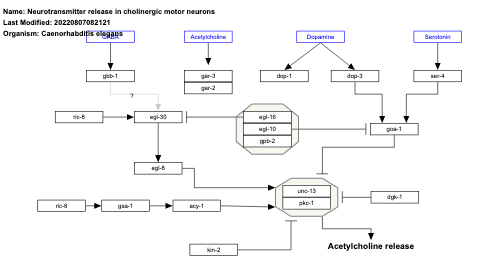 Name: Neurotransmitter release in cholinergic motor neurons
Last Modified: 20220807082121
Organism: Caenorhabditis elegans
GABA Acetylcholine Dopamine Serotonin
gbb-1 gar-3 dop-1 dop-3 ser-4
gar-2
?
ric-8 egl-30 egl-16
egl-10 goa-1
gpb-2
egl-8
unc-13
pkc-1 dgk-1
ric-8 gsa-1 acy-1
kin-2
Acetylcholine release